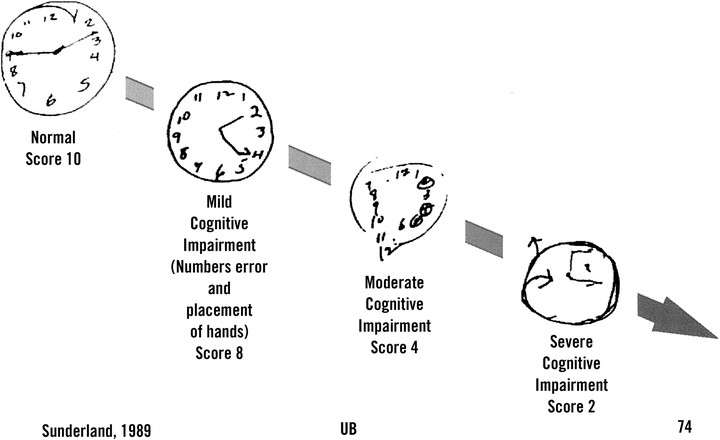 11 12 1
10 2
9 3
8 4
7 5
6
Normal
Score 10
11 12 1
10 2
9 3
8 4
7 6 5
Mild
Cognitive
Impairment
(Numbers error
and
placement
of hands)
Score 8
12 1
8 3
9
10 6
11
12
Moderate
Cognitive
Impairment
Score 4
Severe
Cognitive
Impairment
Score 2
Sunderland, 1989 UB 74